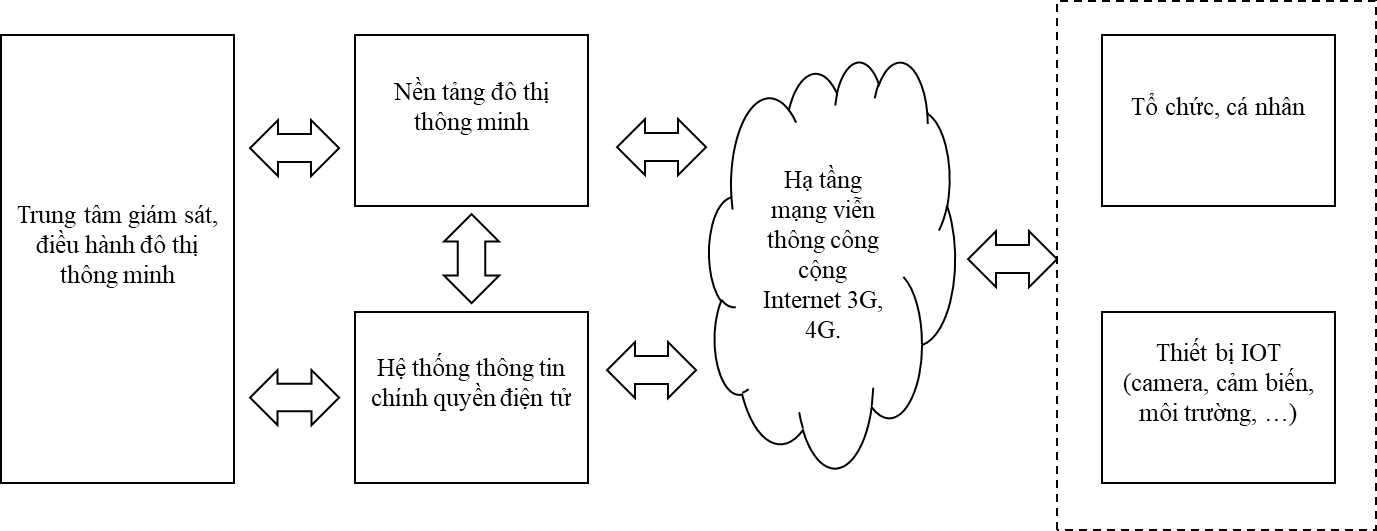 Trung tâm giám sát,
điều hành đô thị
thông minh
Nền tảng đô thị
thông minh
Hệ thống thông tin
chính quyền điện tử
Hạ tầng
mạng viễn
thông công
cộng
Internet 3G,
4G.
Tổ chức, cá nhân
Thiết bị IOT
(camera, cảm biến,
môi trường, …)